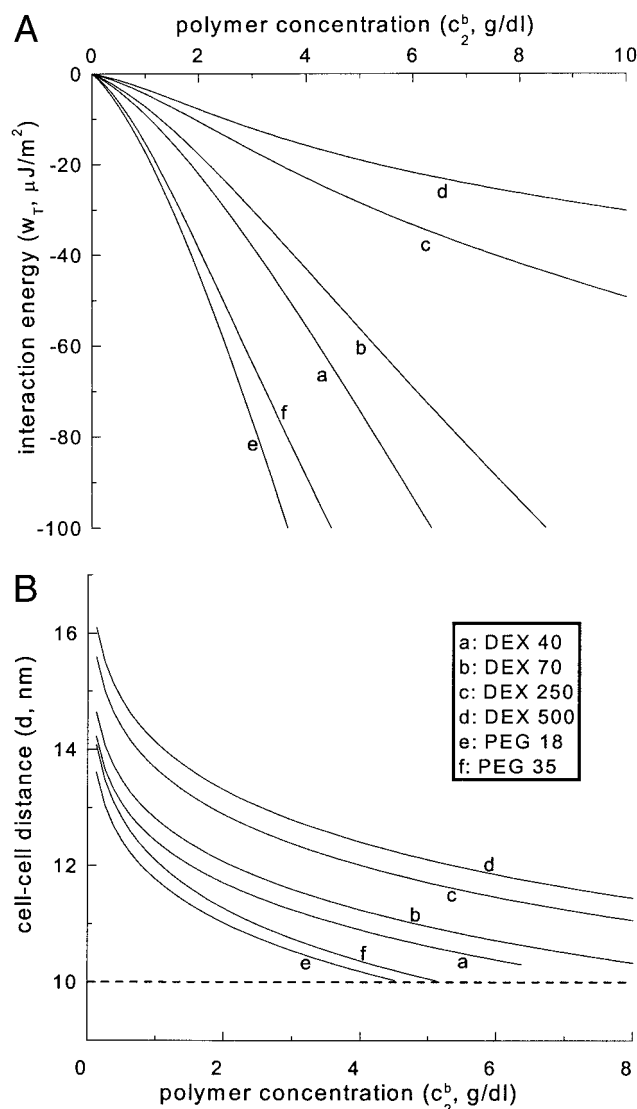 A
polymer concentration (c₂ᵇ, g/dl)
0 2 4 6 8 10
0
-20
-40
-60
-80
-100
interaction energy (w_T, μJ/m²)
d
c
b
a
f
e
B
16
14
12
10
cell-cell distance (d, nm)
a: DEX 40
b: DEX 70
c: DEX 250
d: DEX 500
e: PEG 18
f: PEG 35
d
c
b
a
f
e
0 2 4 6 8
polymer concentration (c₂ᵇ, g/dl)